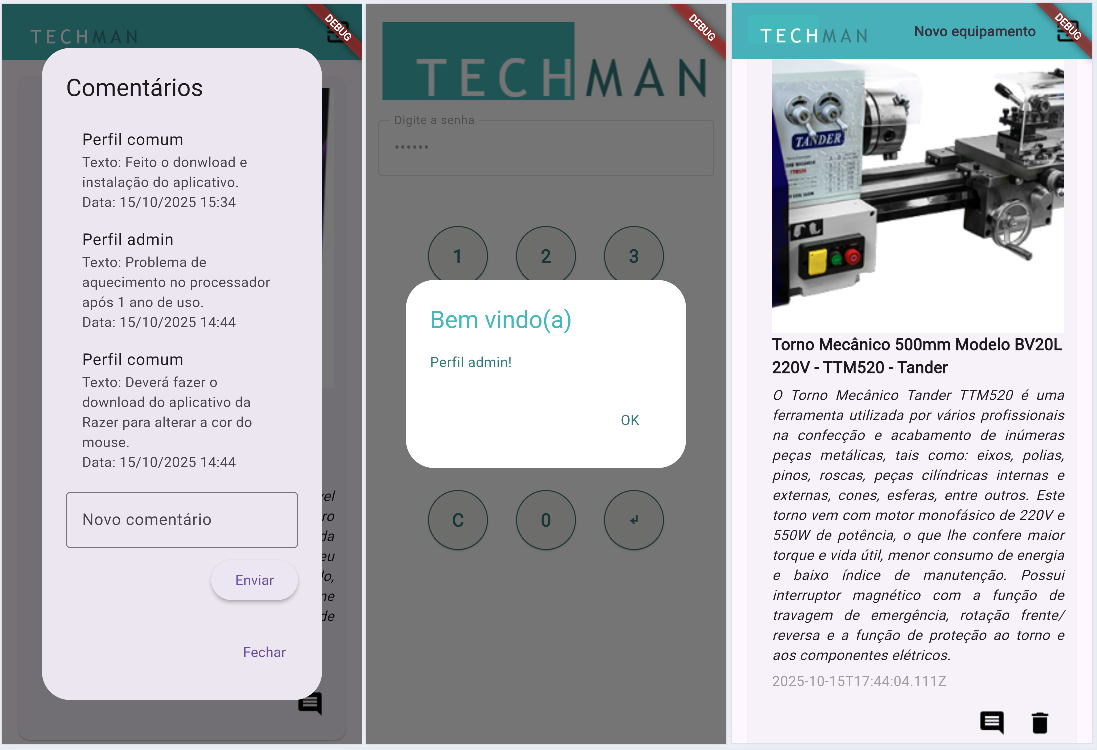 TECHMAN
DEBUG
Comentários
Perfil comum
Texto: Feito o donwload e
instalação do aplicativo.
Data: 15/10/2025 15:34
Perfil admin
Texto: Problema de
aquecimento no processador
após 1 ano de uso.
Data: 15/10/2025 14:44
Perfil comum
Texto: Deverá fazer o
download do aplicativo da
Razer para alterar a cor do
mouse.
Data: 15/10/2025 14:44
Novo comentário
Enviar
Fechar
DEBUG
TECHMAN
Digite a senha
••••••
1 2 3
Bem vindo(a)
Perfil admin!
OK
C 0 ↵
TECHMAN
Novo equipamento
DEBUG
TANDER
Torno Mecânico 500mm Modelo BV20L
220V - TTM520 - Tander
O Torno Mecânico Tander TTM520 é uma
ferramenta utilizada por vários profissionais
na confecção e acabamento de inúmeras
peças metálicas, tais como: eixos, polias,
pinos, roscas, peças cilíndricas internas e
externas, cones, esferas, entre outros. Este
torno vem com motor monofásico de 220V e
550W de potência, o que lhe confere maior
torque e vida útil, menor consumo de energia
e baixo índice de manutenção. Possui
interruptor magnético com a função de
travagem de emergência, rotação frente/
reversa e a função de proteção ao torno e
aos componentes elétricos.
2025-10-15T17:44:04.111Z